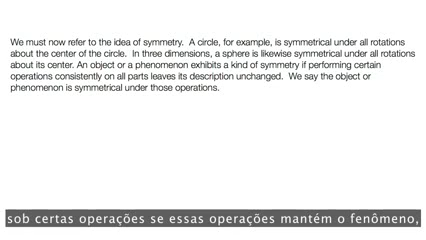 We must now refer to the idea of symmetry.  A circle, for example, is symmetrical under all rotations
about the center of the circle.  In three dimensions, a sphere is likewise symmetrical under all rotations
about its center. An object or a phenomenon exhibits a kind of symmetry if performing certain
operations consistently on all parts leaves its description unchanged.  We say the object or
phenomenon is symmetrical under those operations.
sob certas operações se essas operações mantém o fenômeno,